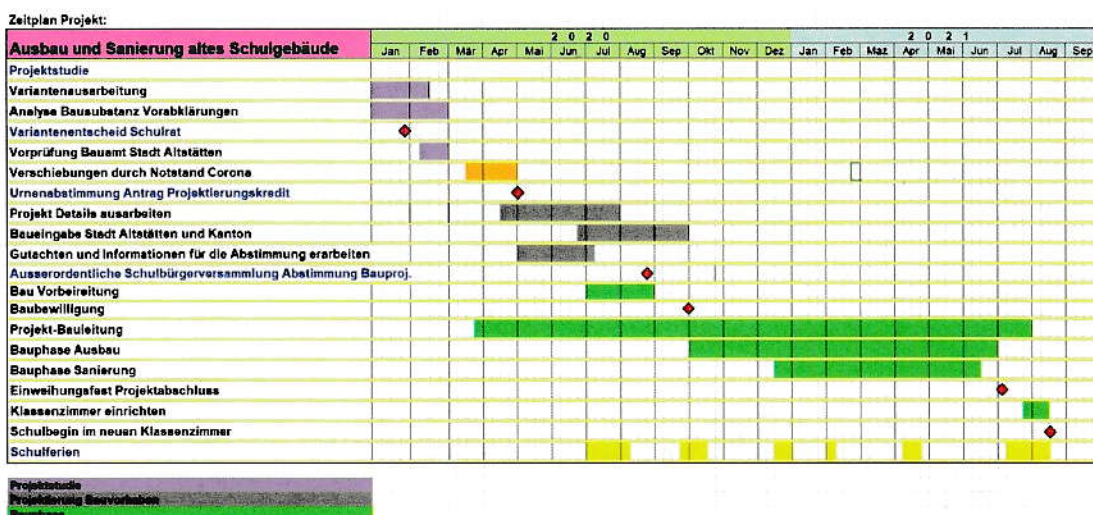 Zeitplan Projekt:
2 0 2 0 2 0 2 1
Ausbau und Sanierung altes Schulgebäude Jan Feb Mär Apr Mai Jun Jul Aug Sep Okt Nov Dez Jan Feb Maz Apr Mai Jun Jul Aug Sep
Projektstudie
Variantenausarbeitung
Analyse Bausubstanz Vorabklärungen
Variantenentscheid Schulrat
Vorprüfung Bauamt Stadt Altstätten
Verschiebungen durch Notstand Corona
Urnenabstimmung Antrag Projektierungskredit
Projekt Details ausarbeiten
Baueingabe Stadt Altstätten und Kanton
Gutachten und Informationen für die Abstimmung erarbeiten
Ausserordentliche Schulbürgerversammlung Abstimmung Bauproj.
Bau Vorbeireitung
Baubewilligung
Projekt-Bauleitung
Bauphase Ausbau
Bauphase Sanierung
Einweihungsfest Projektabschluss
Klassenzimmer einrichten
Schulbegin im neuen Klassenzimmer
Schulferien
Projektstudie
Projektierung Bauvorhaben
Bauphase